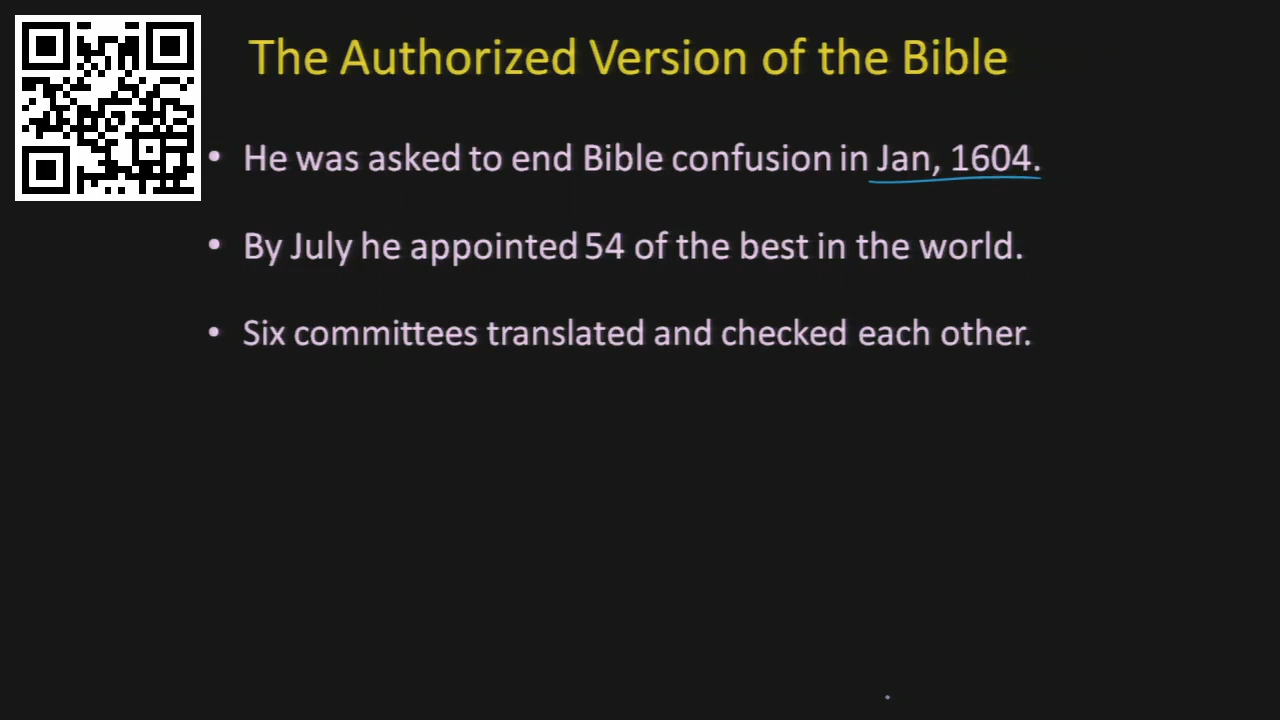 The Authorized Version of the Bible
• He was asked to end Bible confusion in Jan, 1604.
• By July he appointed 54 of the best in the world.
• Six committees translated and checked each other.